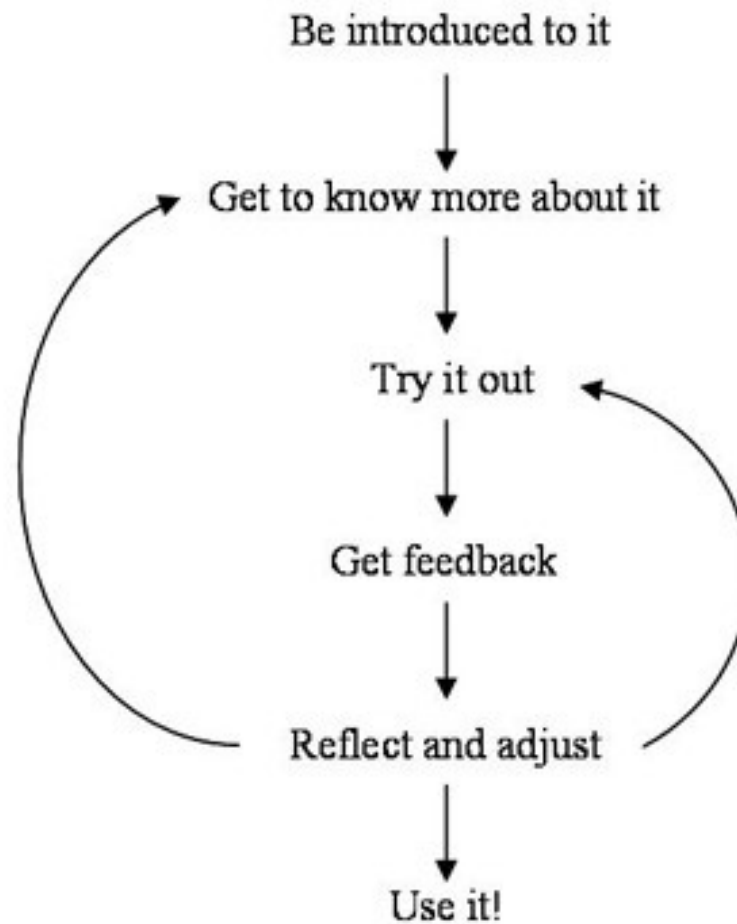 Be introduced to it
Get to know more about it
Try it out
Get feedback
Reflect and adjust
Use it!